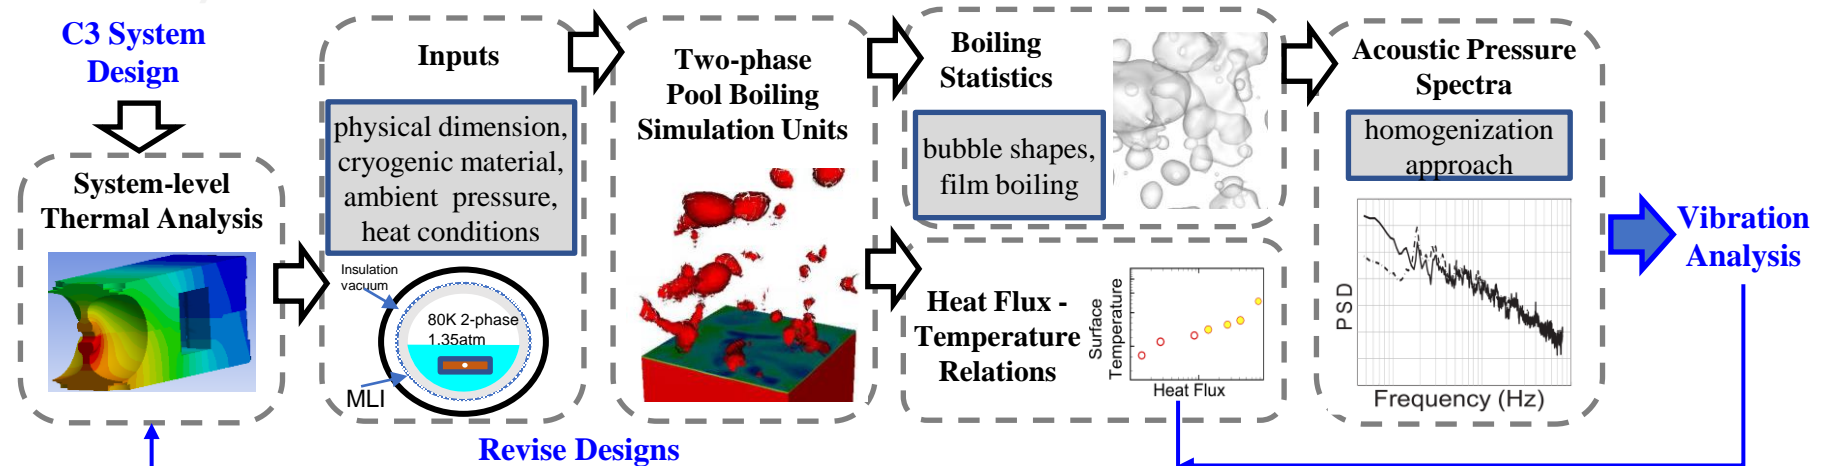 C3 System
Design
System-level
Thermal Analysis
Inputs
physical dimension,
cryogenic material,
ambient pressure,
heat conditions
Insulation
vacuum
80K 2-phase
1.35atm
MLI
Two-phase
Pool Boiling
Simulation Units
Boiling
Statistics
bubble shapes,
film boiling
Heat Flux -
Temperature
Relations
Surface
Temperature
Heat Flux
Acoustic Pressure
Spectra
homogenization
approach
PSD
Frequency (Hz)
Vibration
Analysis
Revise Designs